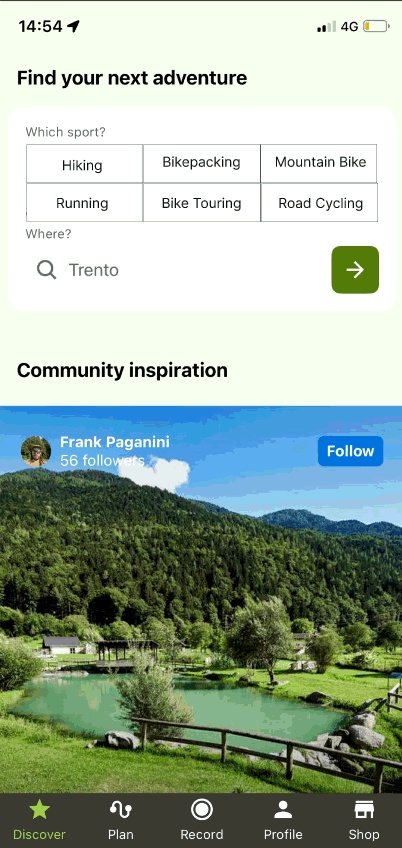 14:54
4G
Find your next adventure
Which sport?
Hiking Bikepacking Mountain Bike
Running Bike Touring Road Cycling
Where?
Trento
Community inspiration
Frank Paganini
56 followers
Follow
Discover Plan Record Profile Shop